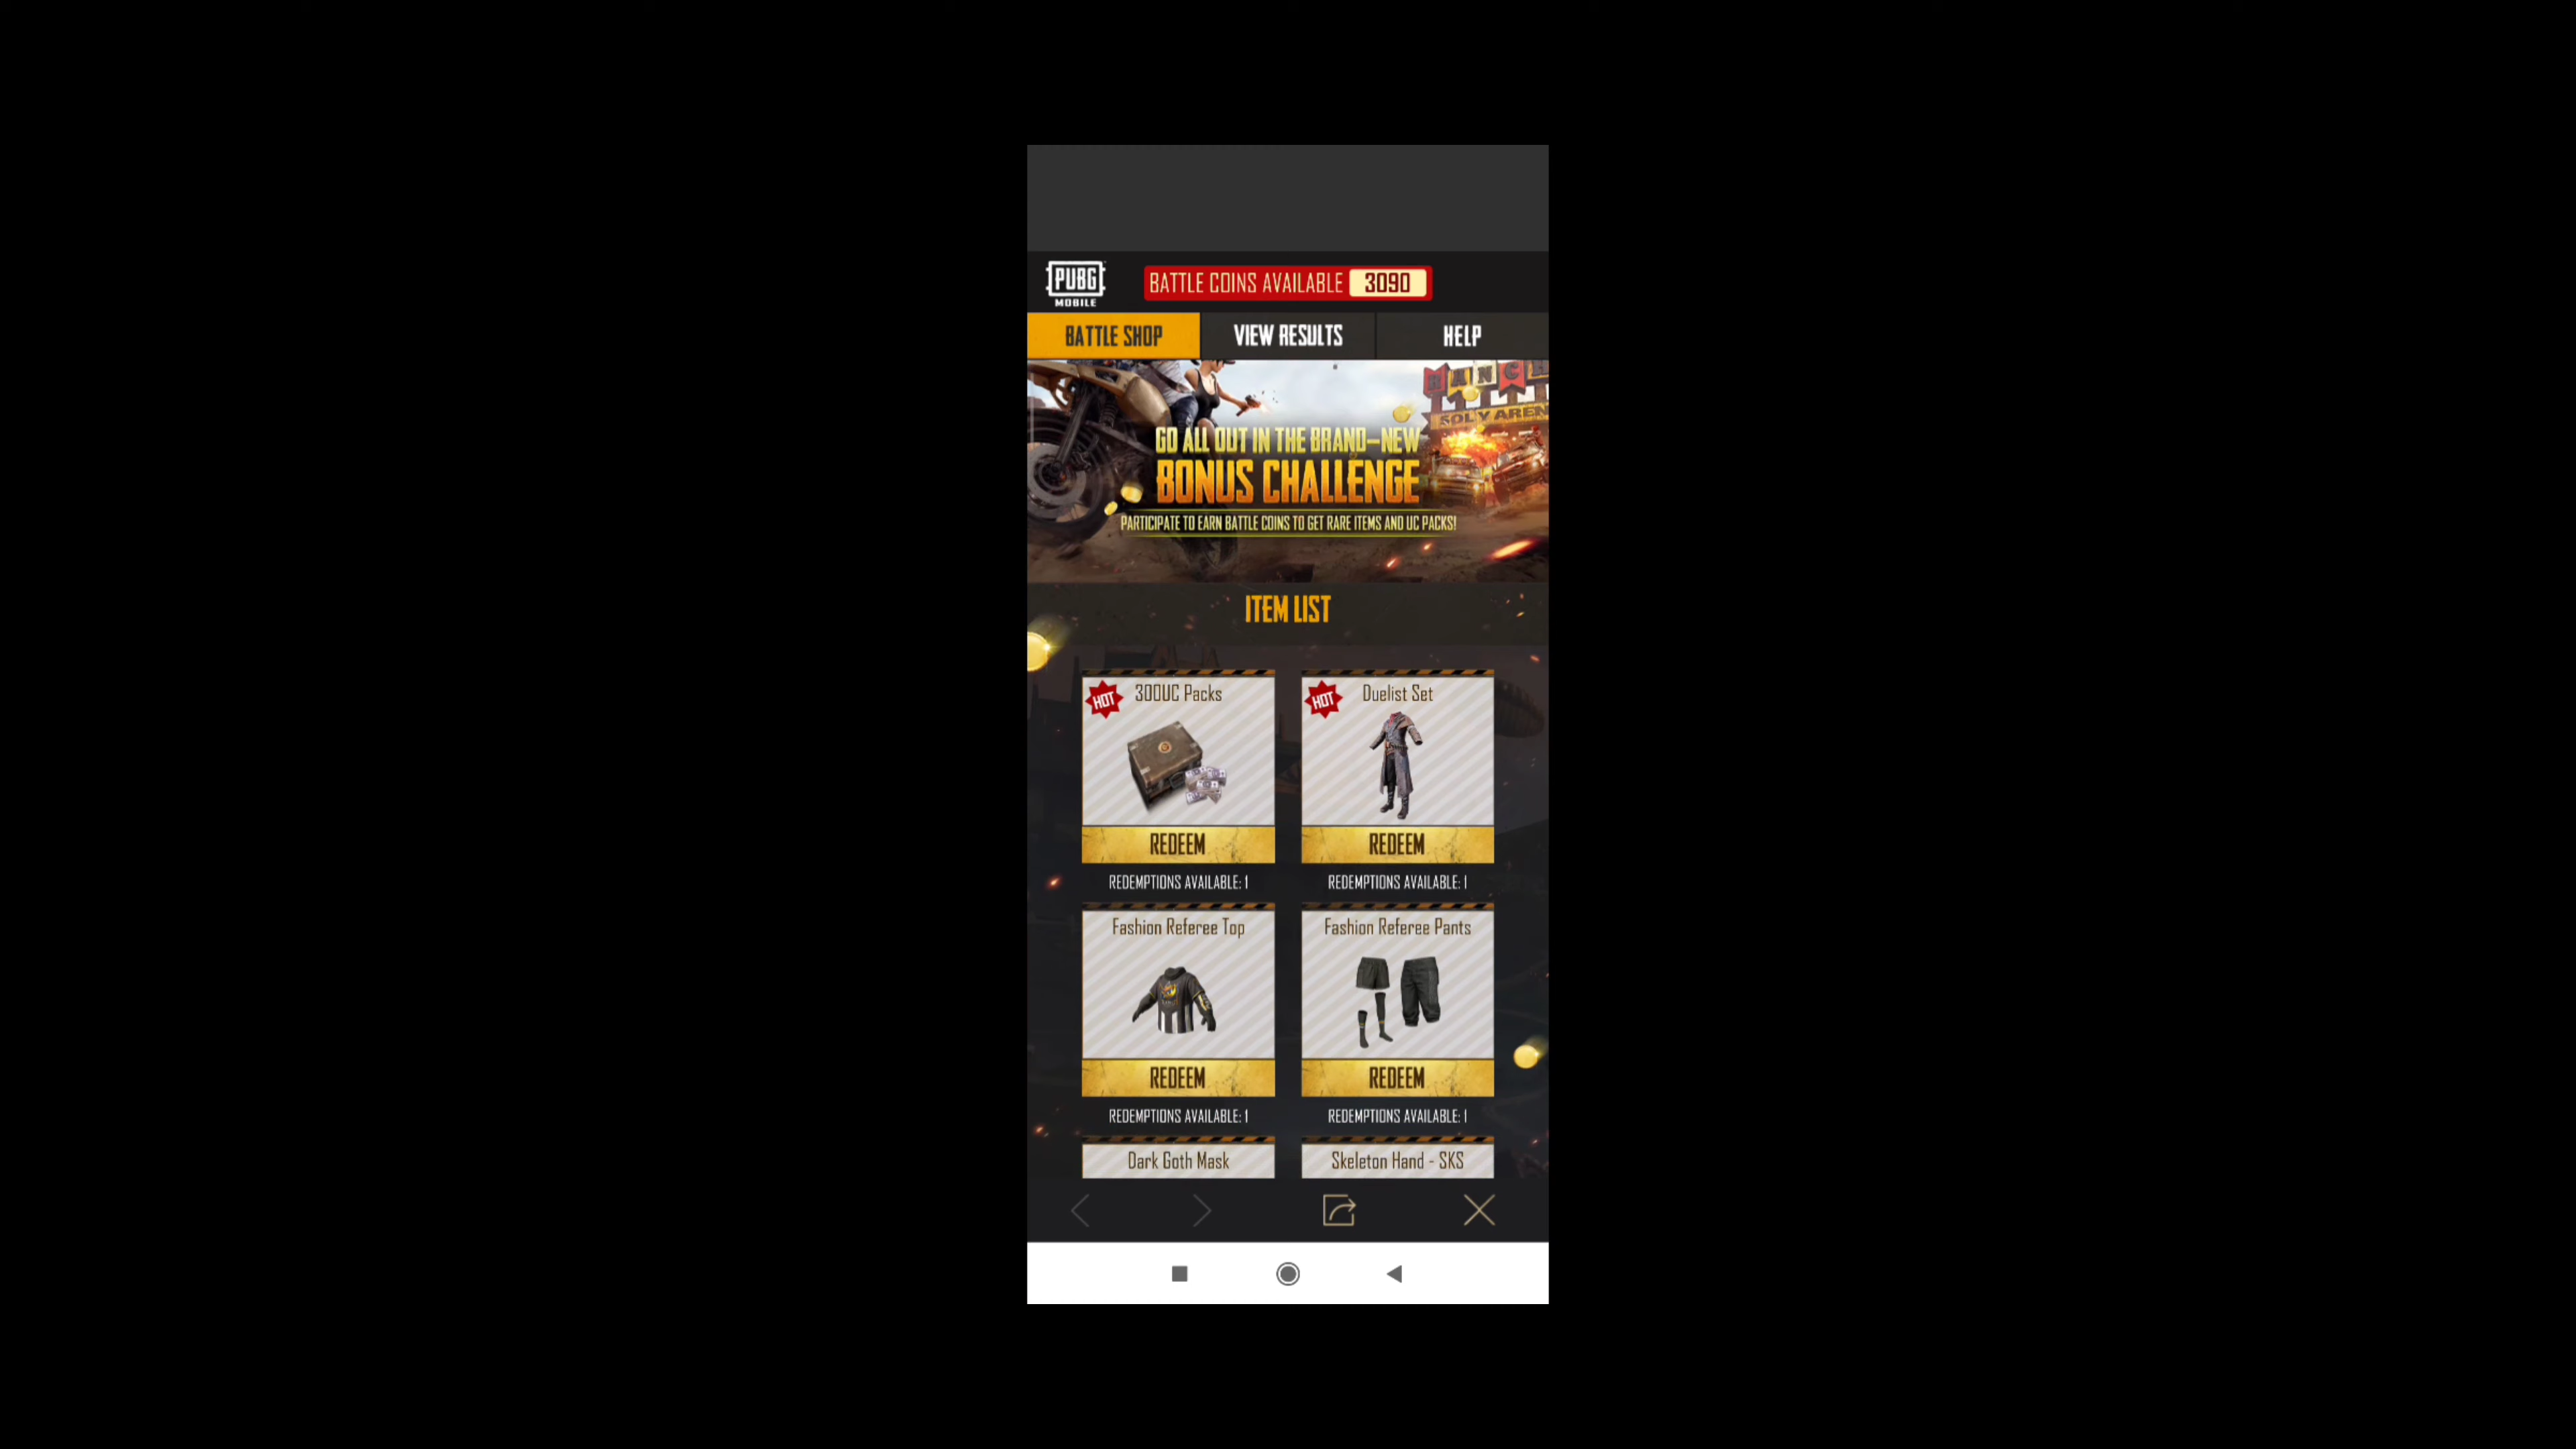 PUBG
MOBILE
BATTLE COINS AVAILABLE 3090
BATTLE SHOP
VIEW RESULTS
HELP
RANCH
SOLY AREN
GO ALL OUT IN THE BRAND-NEW
BONUS CHALLENGE
PARTICIPATE TO EARN BATTLE COINS TO GET RARE ITEMS AND UC PACKS!
ITEM LIST
HOT
300UC Packs
HOT
Duelist Set
REDEEM
REDEEM
REDEMPTIONS AVAILABLE: 1
REDEMPTIONS AVAILABLE: 1
Fashion Referee Top
Fashion Referee Pants
REDEEM
REDEEM
REDEMPTIONS AVAILABLE: 1
REDEMPTIONS AVAILABLE: 1
Dark Goth Mask
Skeleton Hand - SKS